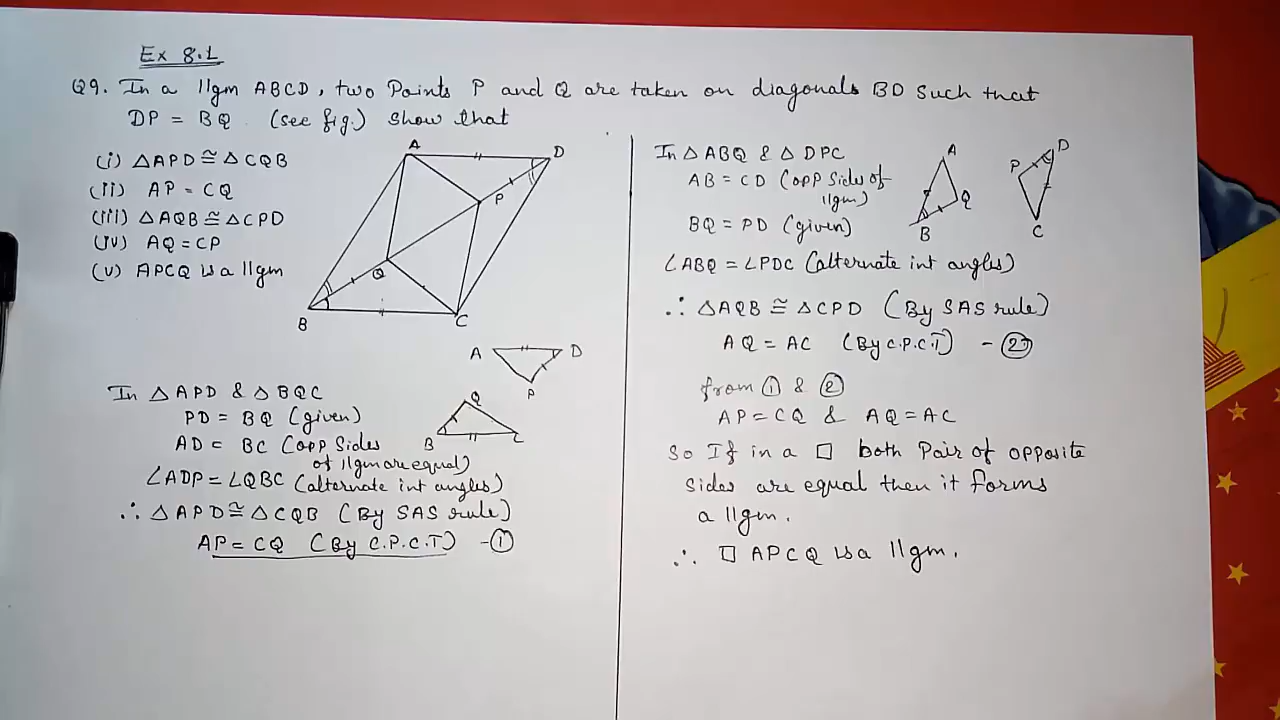 Ex 8.1
Q9. In a ||gm ABCD, two Points P and Q are taken on diagonals BD Such that
DP = BQ (see fig.) Show that
(i) △APD ≅ △CQB
(ii) AP = CQ
(iii) △AQB ≅ △CPD
(iv) AQ = CP
(v) APCQ is a ||gm
A
D
P
Q
B
C
A
D
P
Q
B
C
In △APD & △BQC
PD = BQ (given)
AD = BC (opp Sides
of ||gm are equal)
∠ADP = ∠QBC (alternate int angles)
∴ △APD ≅ △CQB (By SAS rule)
AP = CQ (By C.P.C.T) - ①
In △ABQ & △DPC
AB = CD (opp Sides of
||gm)
BQ = PD (given)
A
Q
B
D
P
C
∠ABQ = ∠PDC (alternate int angles)
∴ △AQB ≅ △CPD (By SAS rule)
AQ = AC (By C.P.C.T) - ②
from ① & ②
AP = CQ & AQ = AC
So If in a □ both Pair of opposite
Sides are equal then it forms
a ||gm.
∴ □ APCQ is a ||gm.